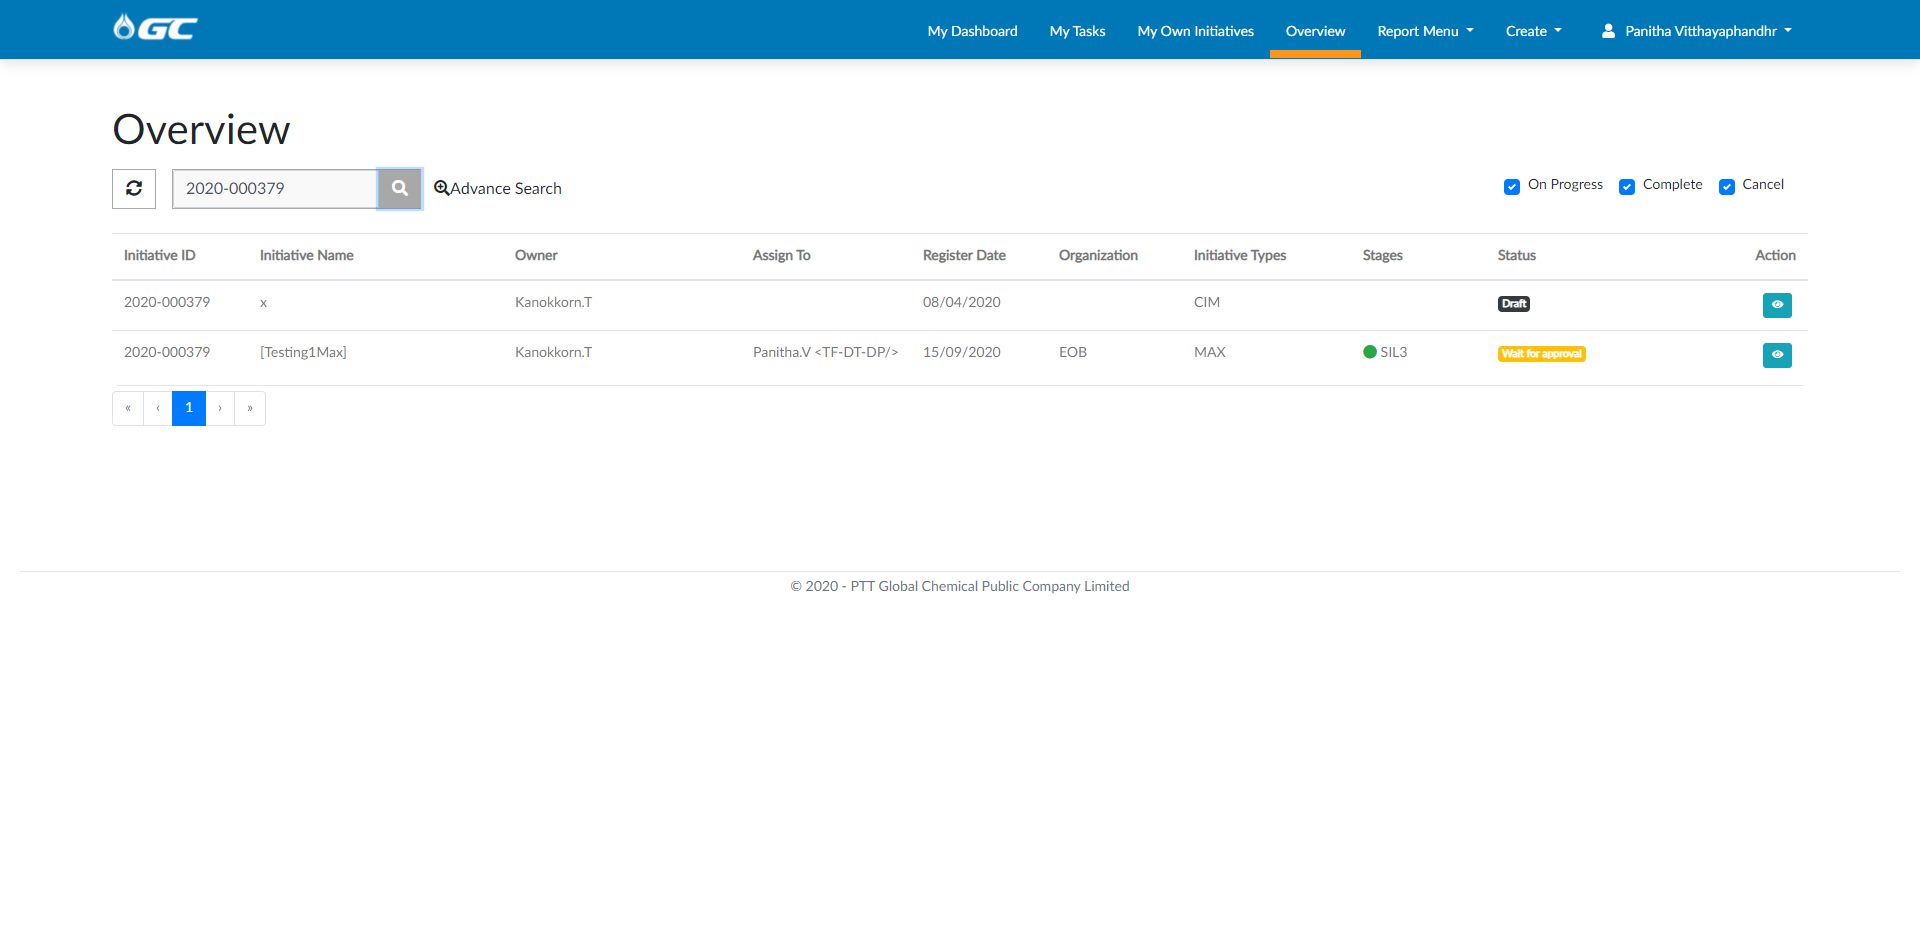 GC My Dashboard My Tasks My Own Initiatives Overview Report Menu Create Panitha Vitthayaphandhr
Overview
2020-000379 Advance Search On Progress Complete Cancel
Initiative ID Initiative Name Owner Assign To Register Date Organization Initiative Types Stages Status Action
2020-000379 x Kanokkorn.T 08/04/2020 CIM Draft
2020-000379 [Testing1Max] Kanokkorn.T Panitha.V <TF-DT-DP/> 15/09/2020 EOB MAX SIL3 Wait for approval
« ‹ 1 › »
© 2020 - PTT Global Chemical Public Company Limited